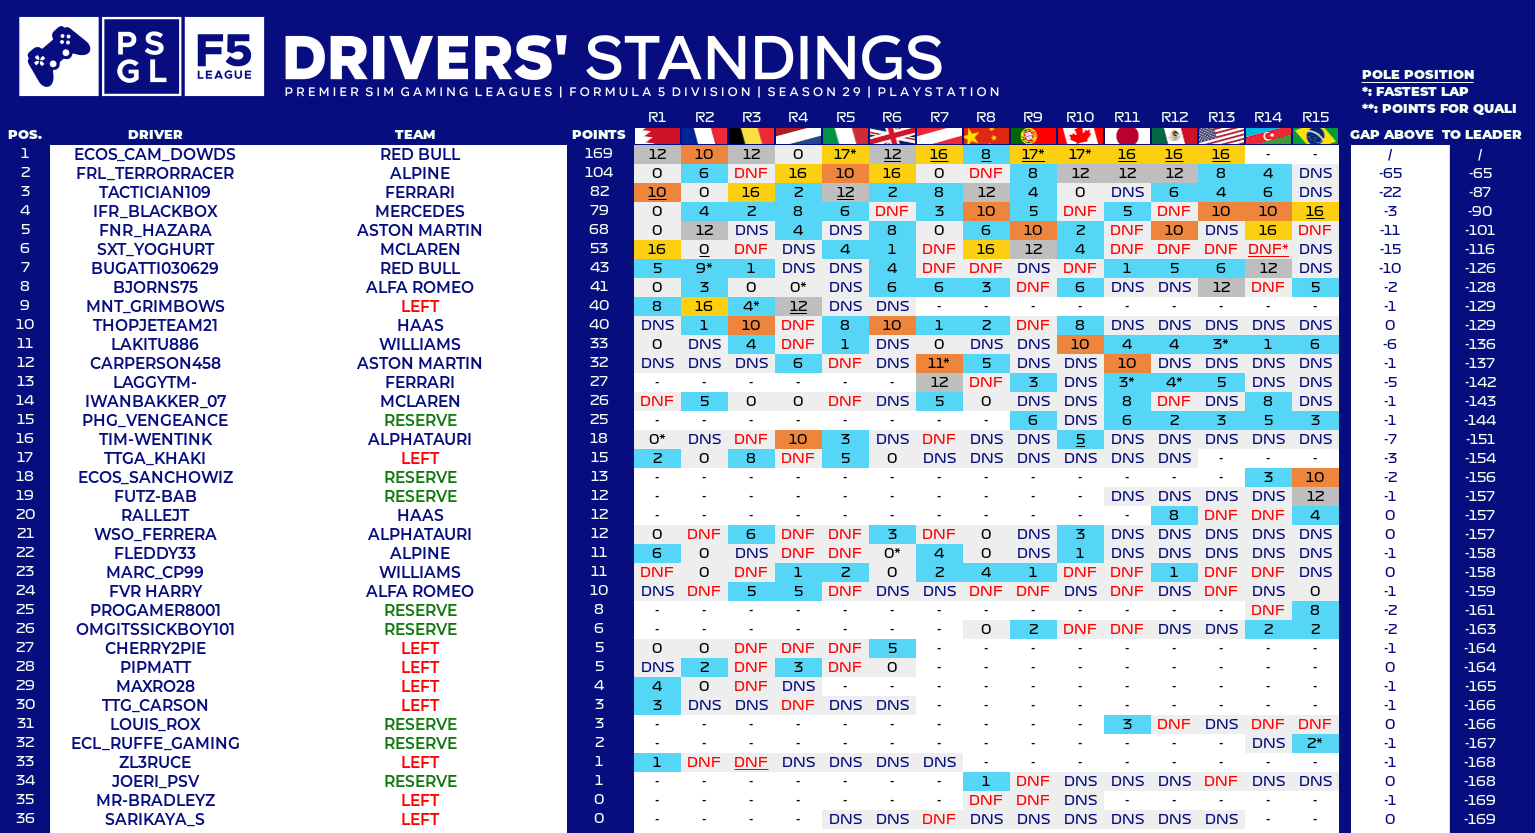 PS
GL
F5
LEAGUE
DRIVERS' STANDINGS
PREMIER SIM GAMING LEAGUES | FORMULA 5 DIVISION | SEASON 29 | PLAYSTATION
POLE POSITION
*: FASTEST LAP
**: POINTS FOR QUALI
R1 R2 R3 R4 R5 R6 R7 R8 R9 R10 R11 R12 R13 R14 R15
POS. DRIVER TEAM POINTS GAP ABOVE TO LEADER
1 ECOS_CAM_DOWDS RED BULL 169 12 10 12 0 17* 12 16 8 17* 17* 16 16 16 - - / /
2 FRL_TERRORRACER ALPINE 104 0 6 DNF 16 10 16 0 DNF 8 12 12 12 8 4 DNS -65 -65
3 TACTICIAN109 FERRARI 82 10 0 16 2 12 2 8 12 4 0 DNS 6 4 6 DNS -22 -87
4 IFR_BLACKBOX MERCEDES 79 0 4 2 8 6 DNF 3 10 5 DNF 5 DNF 10 10 16 -3 -90
5 FNR_HAZARA ASTON MARTIN 68 0 12 DNS 4 DNS 8 0 6 10 2 DNF 10 DNS 16 DNF -11 -101
6 SXT_YOGHURT MCLAREN 53 16 0 DNF DNS 4 1 DNF 16 12 4 DNF DNF DNF DNF* DNS -15 -116
7 BUGATTI030629 RED BULL 43 5 9* 1 DNS DNS 4 DNF DNF DNS DNF 1 5 6 12 DNS -10 -126
8 BJORNS75 ALFA ROMEO 41 0 3 0 0* DNS 6 6 3 DNF 6 DNS DNS 12 DNF 5 -2 -128
9 MNT_GRIMBOWS LEFT 40 8 16 4* 12 DNS DNS - - - - - - - - - -1 -129
10 THOPJETEAM21 HAAS 40 DNS 1 10 DNF 8 10 1 2 DNF 8 DNS DNS DNS DNS DNS 0 -129
11 LAKITU886 WILLIAMS 33 0 DNS 4 DNF 1 DNS 0 DNS DNS 10 4 4 3* 1 6 -6 -136
12 CARPERSON458 ASTON MARTIN 32 DNS DNS DNS 6 DNF DNS 11* 5 DNS DNS 10 DNS DNS DNS DNS -1 -137
13 LAGGYTM- FERRARI 27 - - - - - - 12 DNF 3 DNS 3* 4* 5 DNS DNS -5 -142
14 IWANBAKKER_07 MCLAREN 26 DNF 5 0 0 DNF DNS 5 0 DNS DNS 8 DNF DNS 8 DNS -1 -143
15 PHG_VENGEANCE RESERVE 25 - - - - - - - - 6 DNS 6 2 3 5 3 -1 -144
16 TIM-WENTINK ALPHATAURI 18 0* DNS DNF 10 3 DNS DNF DNS DNS 5 DNS DNS DNS DNS DNS -7 -151
17 TTGA_KHAKI LEFT 15 2 0 8 DNF 5 0 DNS DNS DNS DNS DNS DNS - - - -3 -154
18 ECOS_SANCHOWIZ RESERVE 13 - - - - - - - - - - - - - 3 10 -2 -156
19 FUTZ-BAB RESERVE 12 - - - - - - - - - - DNS DNS DNS DNS 12 -1 -157
20 RALLEJT HAAS 12 - - - - - - - - - - - 8 DNF DNF 4 0 -157
21 WSO_FERRERA ALPHATAURI 12 0 DNF 6 DNF DNF 3 DNF 0 DNS 3 DNS DNS DNS DNS DNS 0 -157
22 FLEDDY33 ALPINE 11 6 0 DNS DNF DNF 0* 4 0 DNS 1 DNS DNS DNS DNS DNS -1 -158
23 MARC_CP99 WILLIAMS 11 DNF 0 DNF 1 2 0 2 4 1 DNF DNF 1 DNF DNF DNS 0 -158
24 FVR HARRY ALFA ROMEO 10 DNS DNF 5 5 DNF DNS DNS DNF DNF DNS DNF DNS DNF DNS 0 -1 -159
25 PROGAMER8001 RESERVE 8 - - - - - - - - - - - - - DNF 8 -2 -161
26 OMGITSSICKBOY101 RESERVE 6 - - - - - - - 0 2 DNF DNF DNS DNS 2 2 -2 -163
27 CHERRY2PIE LEFT 5 0 0 DNF DNF DNF 5 - - - - - - - - - -1 -164
28 PIPMATT LEFT 5 DNS 2 DNF 3 DNF 0 - - - - - - - - - 0 -164
29 MAXRO28 LEFT 4 4 0 DNF DNS - - - - - - - - - - - -1 -165
30 TTG_CARSON LEFT 3 3 DNS DNS DNF DNS DNS - - - - - - - - - -1 -166
31 LOUIS_ROX RESERVE 3 - - - - - - - - - - 3 DNF DNS DNF DNF 0 -166
32 ECL_RUFFE_GAMING RESERVE 2 - - - - - - - - - - - - - DNS 2* -1 -167
33 ZL3RUCE LEFT 1 1 DNF DNF DNS DNS DNS DNS - - - - - - - - -1 -168
34 JOERI_PSV RESERVE 1 - - - - - - - 1 DNF DNS DNS DNS DNF DNS DNS 0 -168
35 MR-BRADLEYZ LEFT 0 - - - - - - - DNF DNF DNS - - - - - -1 -169
36 SARIKAYA_S LEFT 0 - - - - DNS DNS DNF DNS DNS DNS DNS DNS DNS - - 0 -169